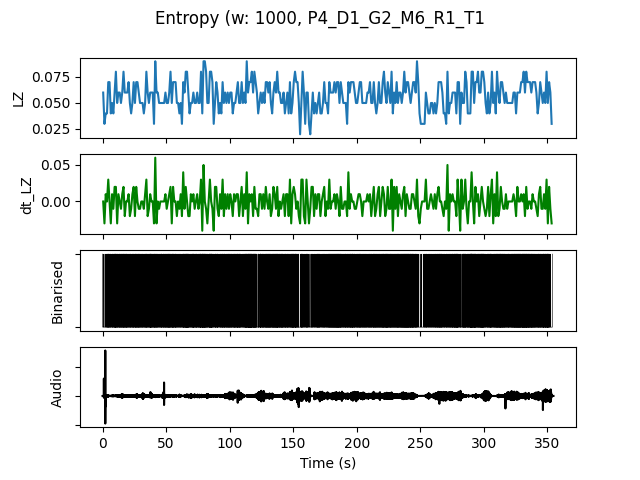 Entropy (w: 1000, P4_D1_G2_M6_R1_T1
0.075
0.050
0.025
LZ
0.05
0.00
dt_LZ
Binarised
Audio
0 50 100 150 200 250 300 350
Time (s)